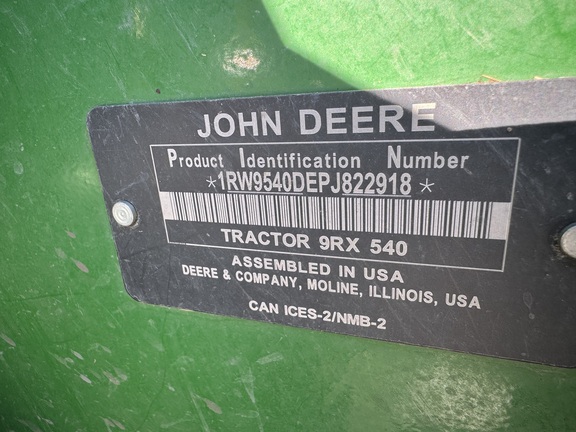 JOHN DEERE
Product Identification Number
*1RW9540DEPJ822918*
TRACTOR 9RX 540
ASSEMBLED IN USA
DEERE & COMPANY, MOLINE, ILLINOIS, USA
CAN ICES-2/NMB-2